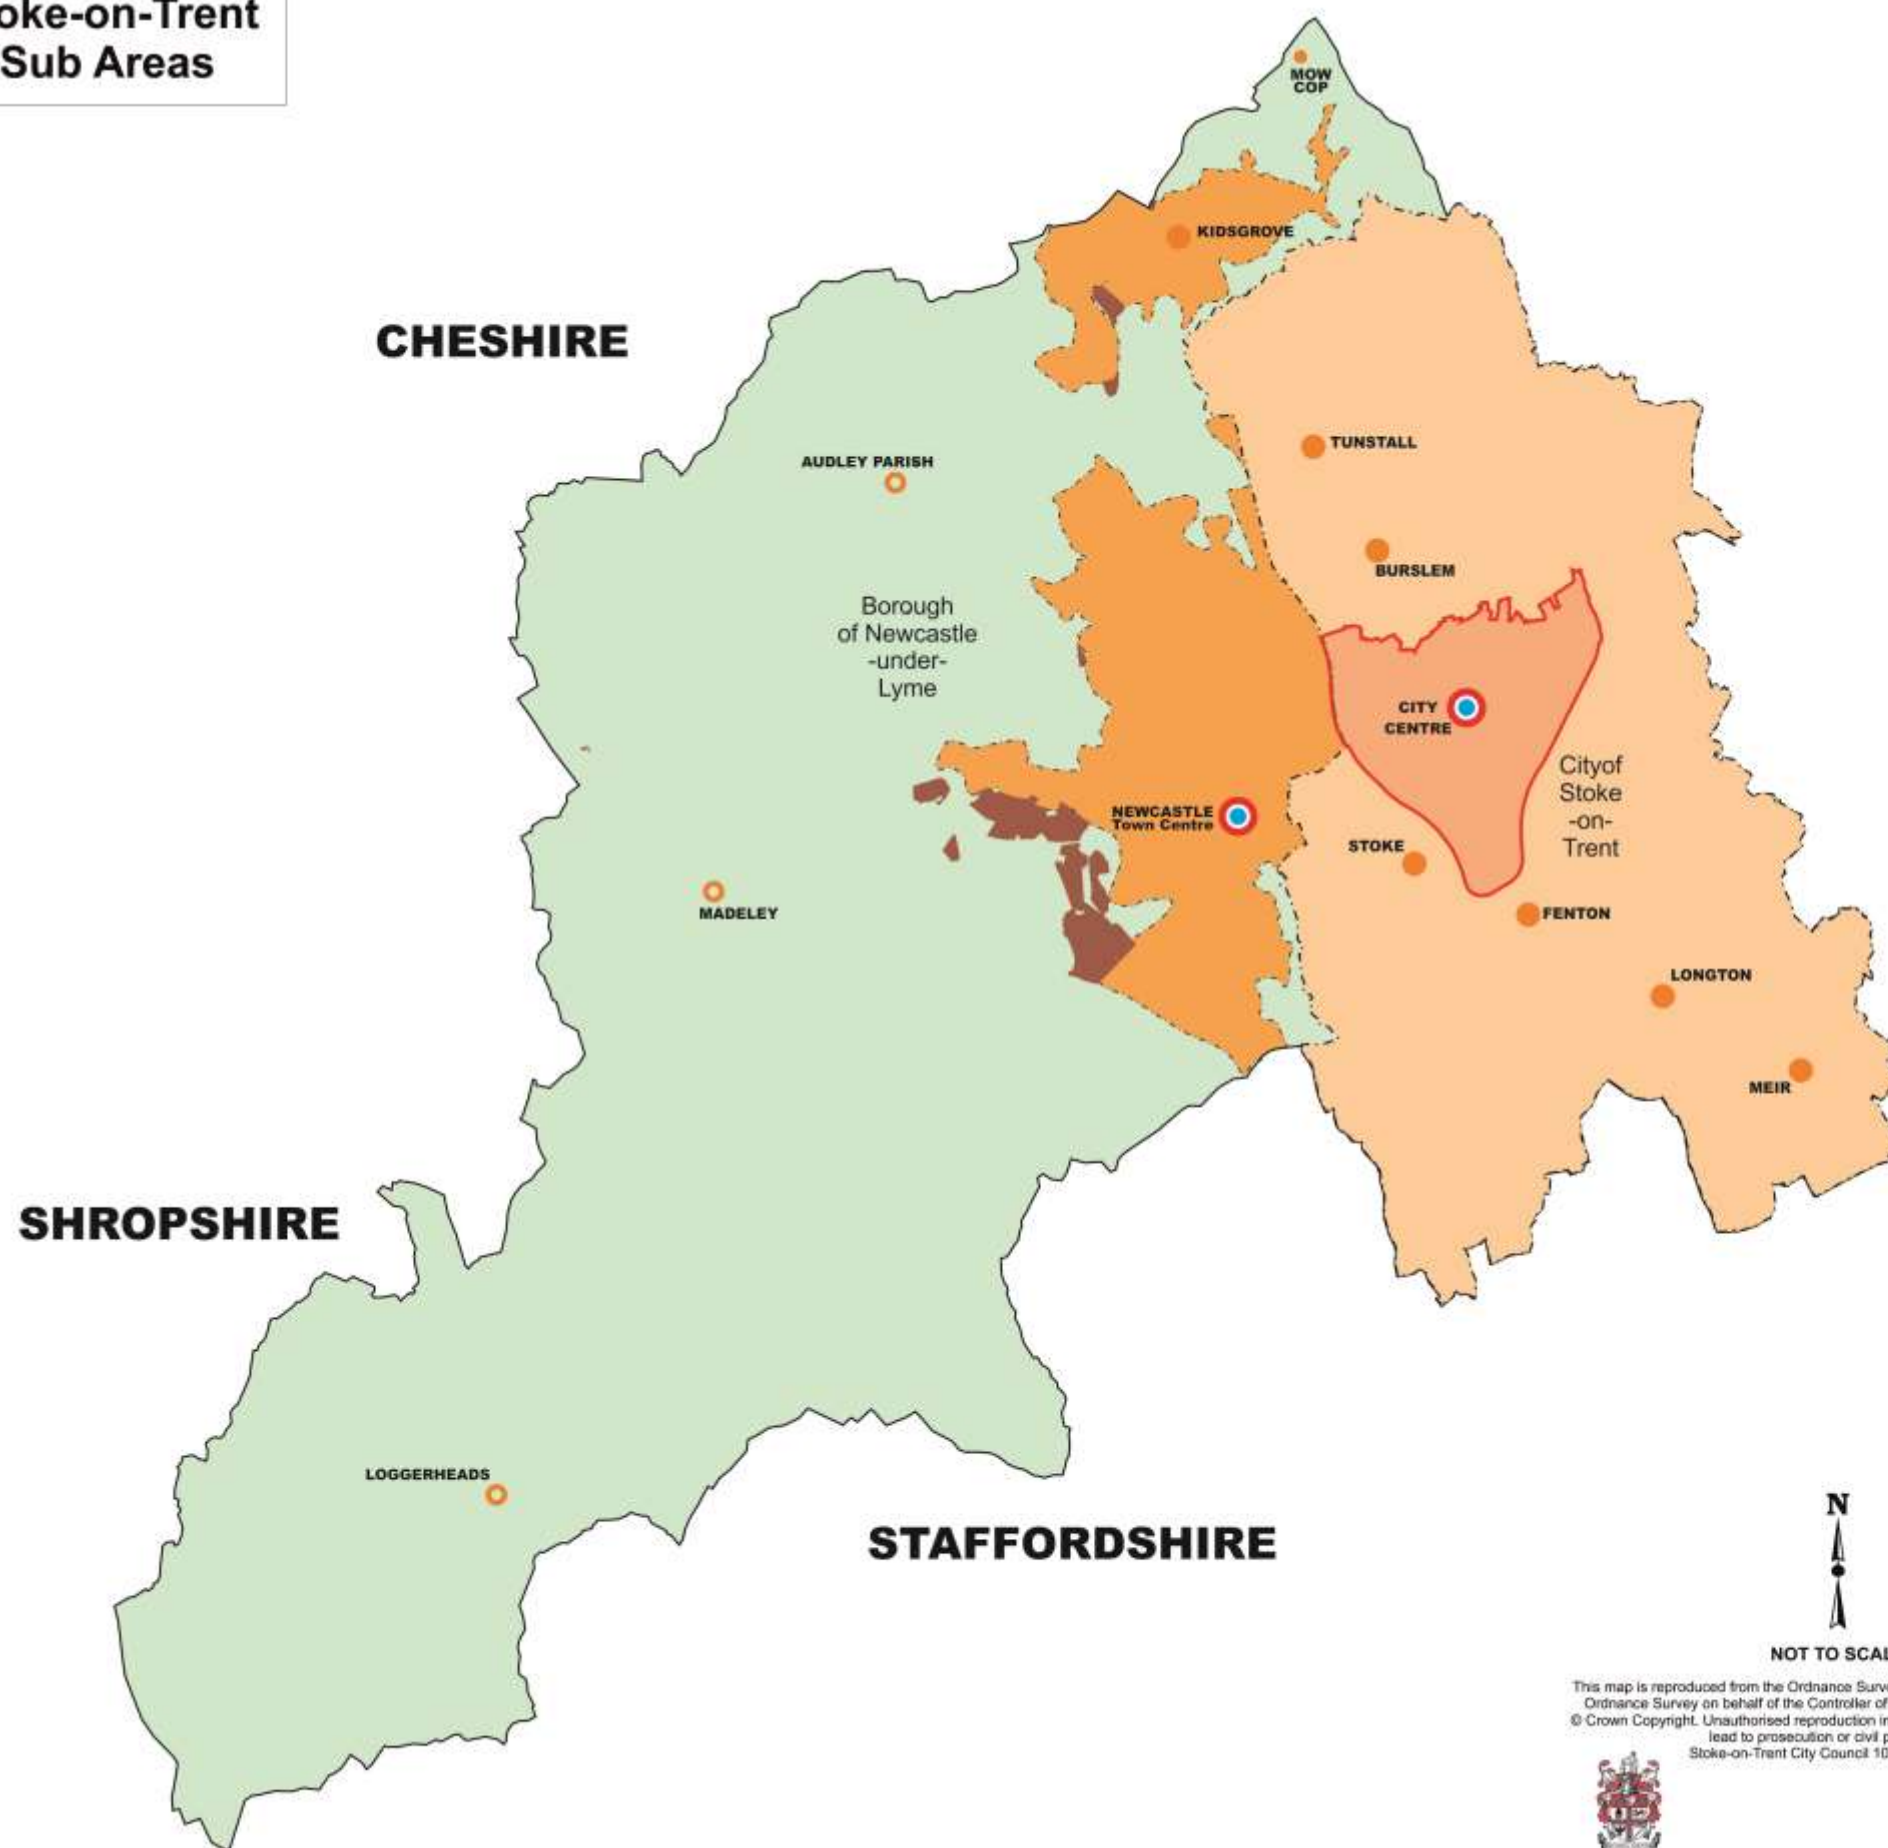 oke-on-Trent
Sub Areas
MOW
COP
KIDSGROVE
CHESHIRE
TUNSTALL
AUDLEY PARISH
BURSLEM
Borough
of Newcastle
-under-
Lyme
CITY
CENTRE
Cityof
Stoke
-on-
Trent
NEWCASTLE
Town Centre
STOKE
MADELEY
FENTON
LONGTON
MEIR
SHROPSHIRE
LOGGERHEADS
STAFFORDSHIRE
N
NOT TO SCAL
This map is reproduced from the Ordnance Surve
Ordnance Survey on behalf of the Controller of
© Crown Copyright. Unauthorised reproduction in
lead to prosecution or civil p
Stoke-on-Trent City Council 10